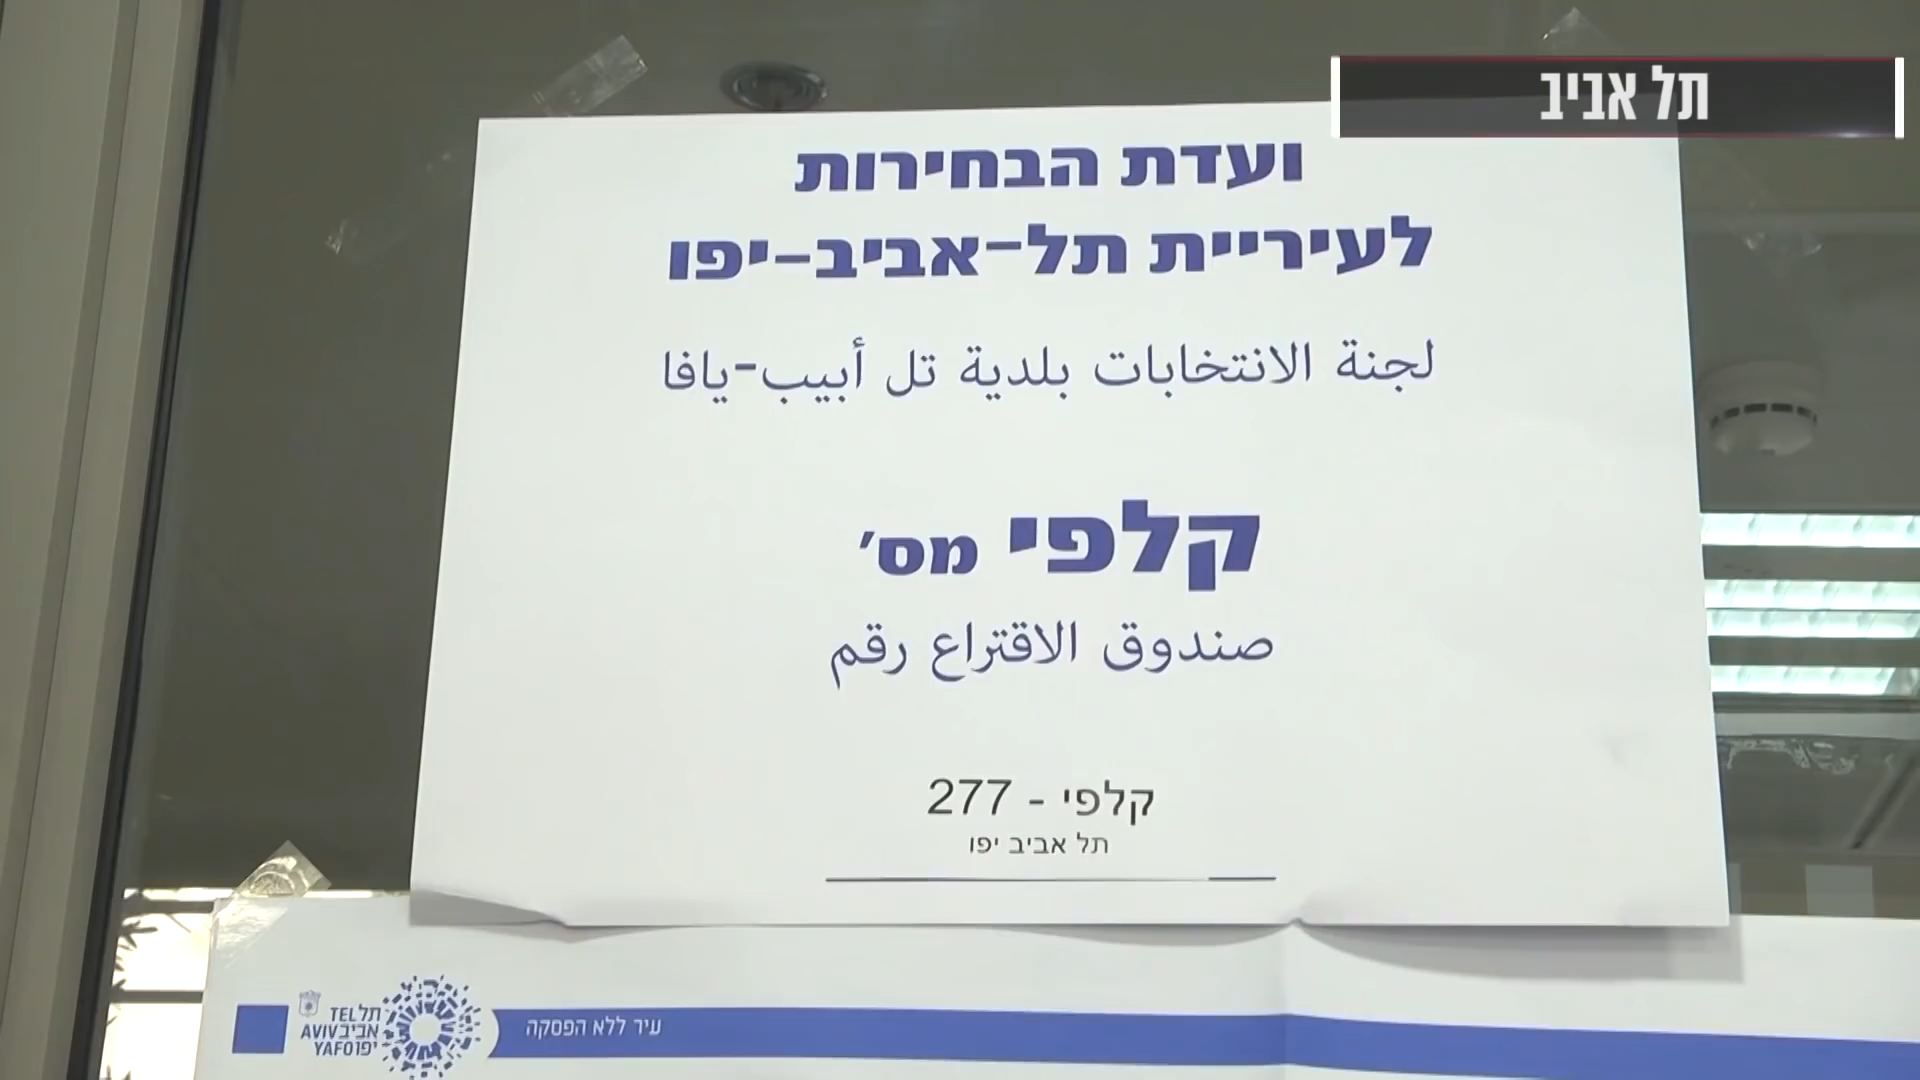 תל אביב
ועדת הבחירות
לעיריית תל-אביב-יפו
لجنة الانتخابات بلدية تل أبيب-يافا
קלפי מס'
صندوق الاقتراع رقم
קלפי - 277
תל אביב יפו
תל TEL
אביב AVIV
יפו YAFO
עיר ללא הפסקה